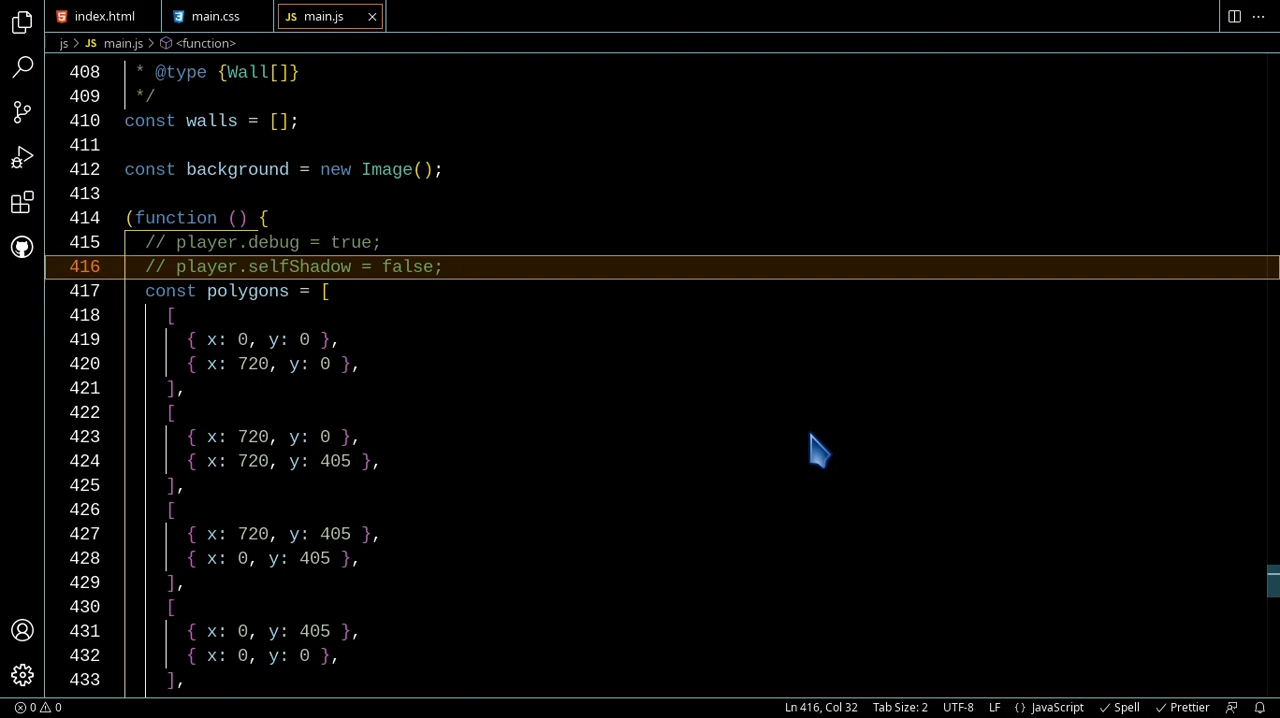 index.html main.css JS main.js
js JS main.js <function>
408 * @type {Wall[]}
409 */
410 const walls = [];
411
412 const background = new Image();
413
414 (function () {
415 // player.debug = true;
416 // player.selfShadow = false;
417 const polygons = [
418 [
419 { x: 0, y: 0 },
420 { x: 720, y: 0 },
421 ],
422 [
423 { x: 720, y: 0 },
424 { x: 720, y: 405 },
425 ],
426 [
427 { x: 720, y: 405 },
428 { x: 0, y: 405 },
429 ],
430 [
431 { x: 0, y: 405 },
432 { x: 0, y: 0 },
433 ],
0 0 Ln 416, Col 32 Tab Size: 2 UTF-8 LF {} JavaScript Spell Prettier